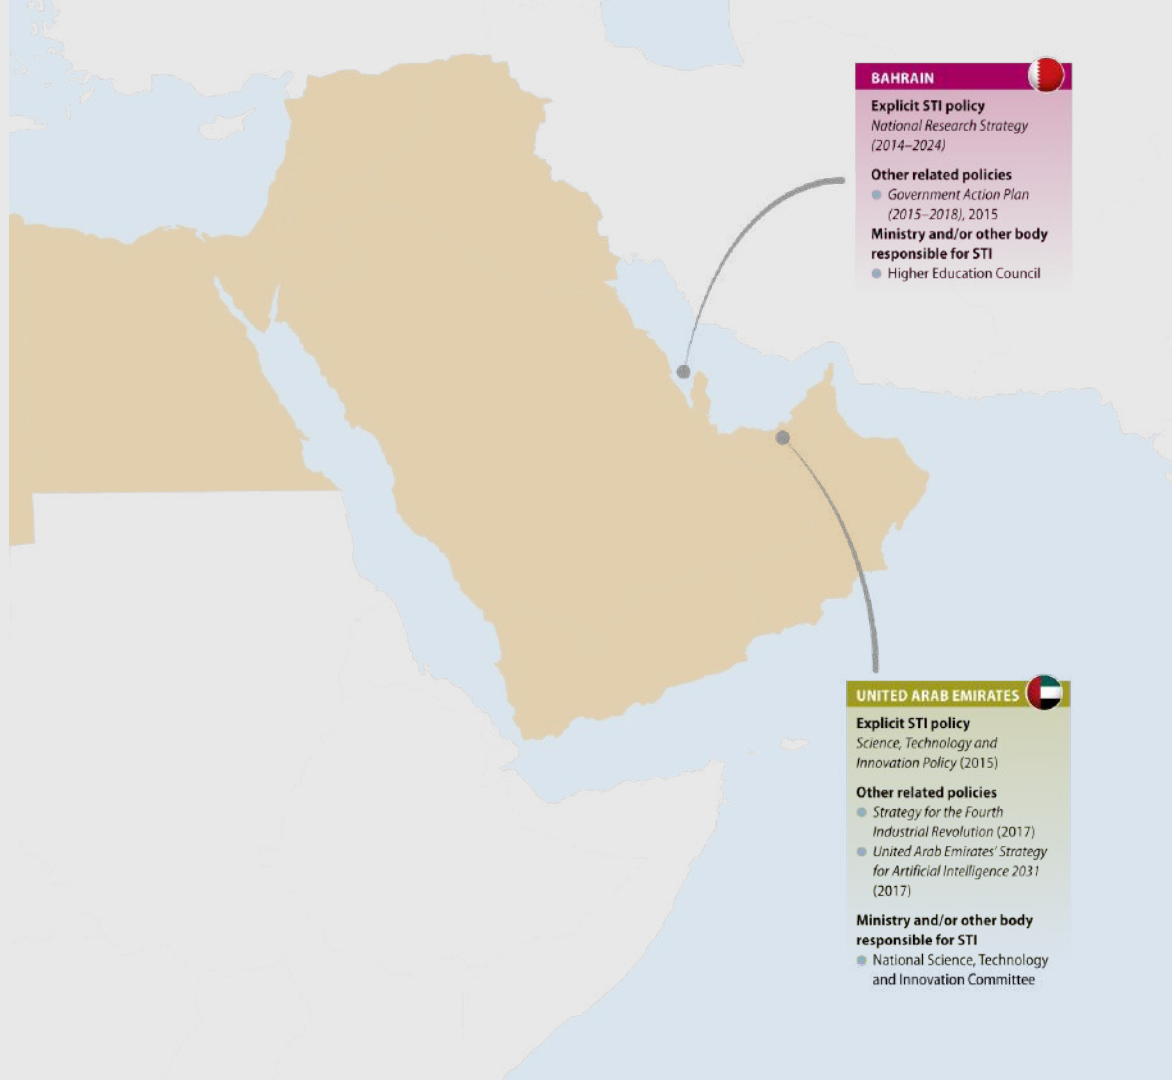 BAHRAIN
Explicit STI policy
National Research Strategy
(2014–2024)
Other related policies
Government Action Plan
(2015–2018), 2015
Ministry and/or other body
responsible for STI
Higher Education Council
UNITED ARAB EMIRATES
Explicit STI policy
Science, Technology and
Innovation Policy (2015)
Other related policies
Strategy for the Fourth
Industrial Revolution (2017)
United Arab Emirates' Strategy
for Artificial Intelligence 2031
(2017)
Ministry and/or other body
responsible for STI
National Science, Technology
and Innovation Committee